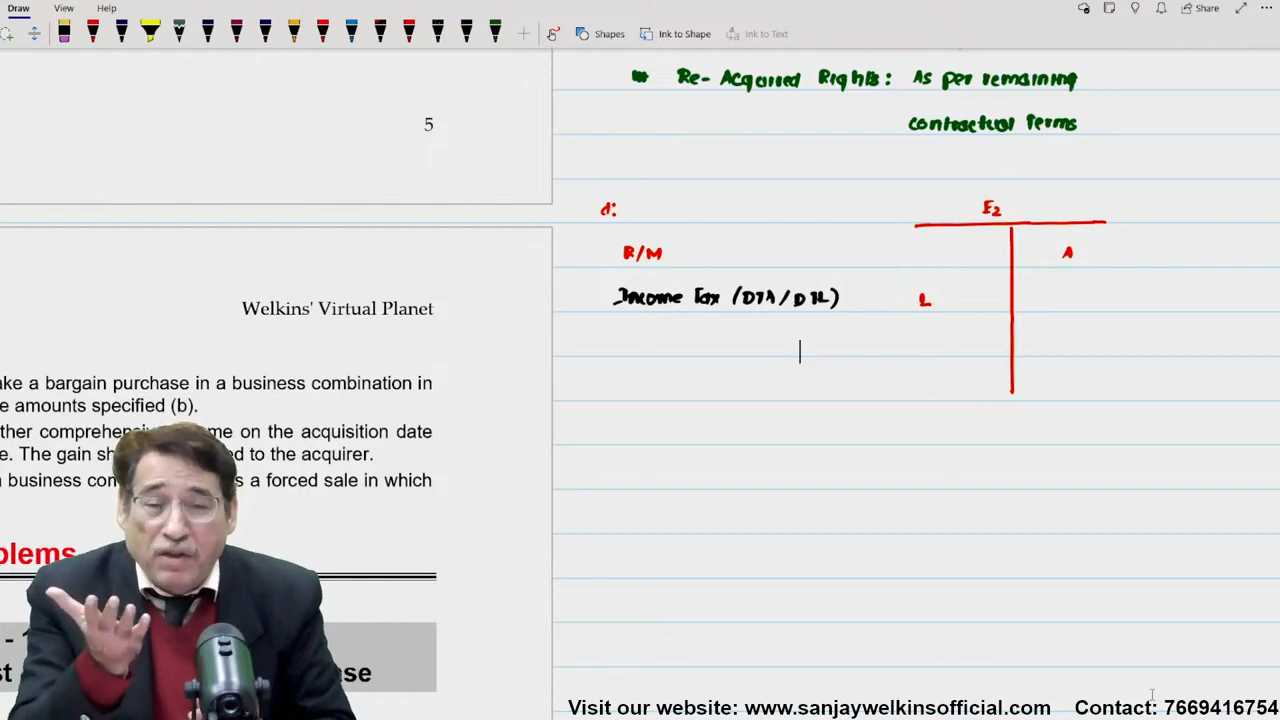 Draw View Help
Share
Shapes Ink to Shape Ink to Text
Re-Acquired Rights: As per remaining
contractual Terms
5
d: E2
R/M A
Income Tax (DTA/DTL) L
Welkins' Virtual Planet
ake a bargain purchase in a business combination in
e amounts specified (b).
ther comprehens me on the acquisition date
e. The gain sh ed to the acquirer.
a business com s a forced sale in which
blems
ase
Visit our website: www.sanjaywelkinsofficial.com Contact: 7669416754